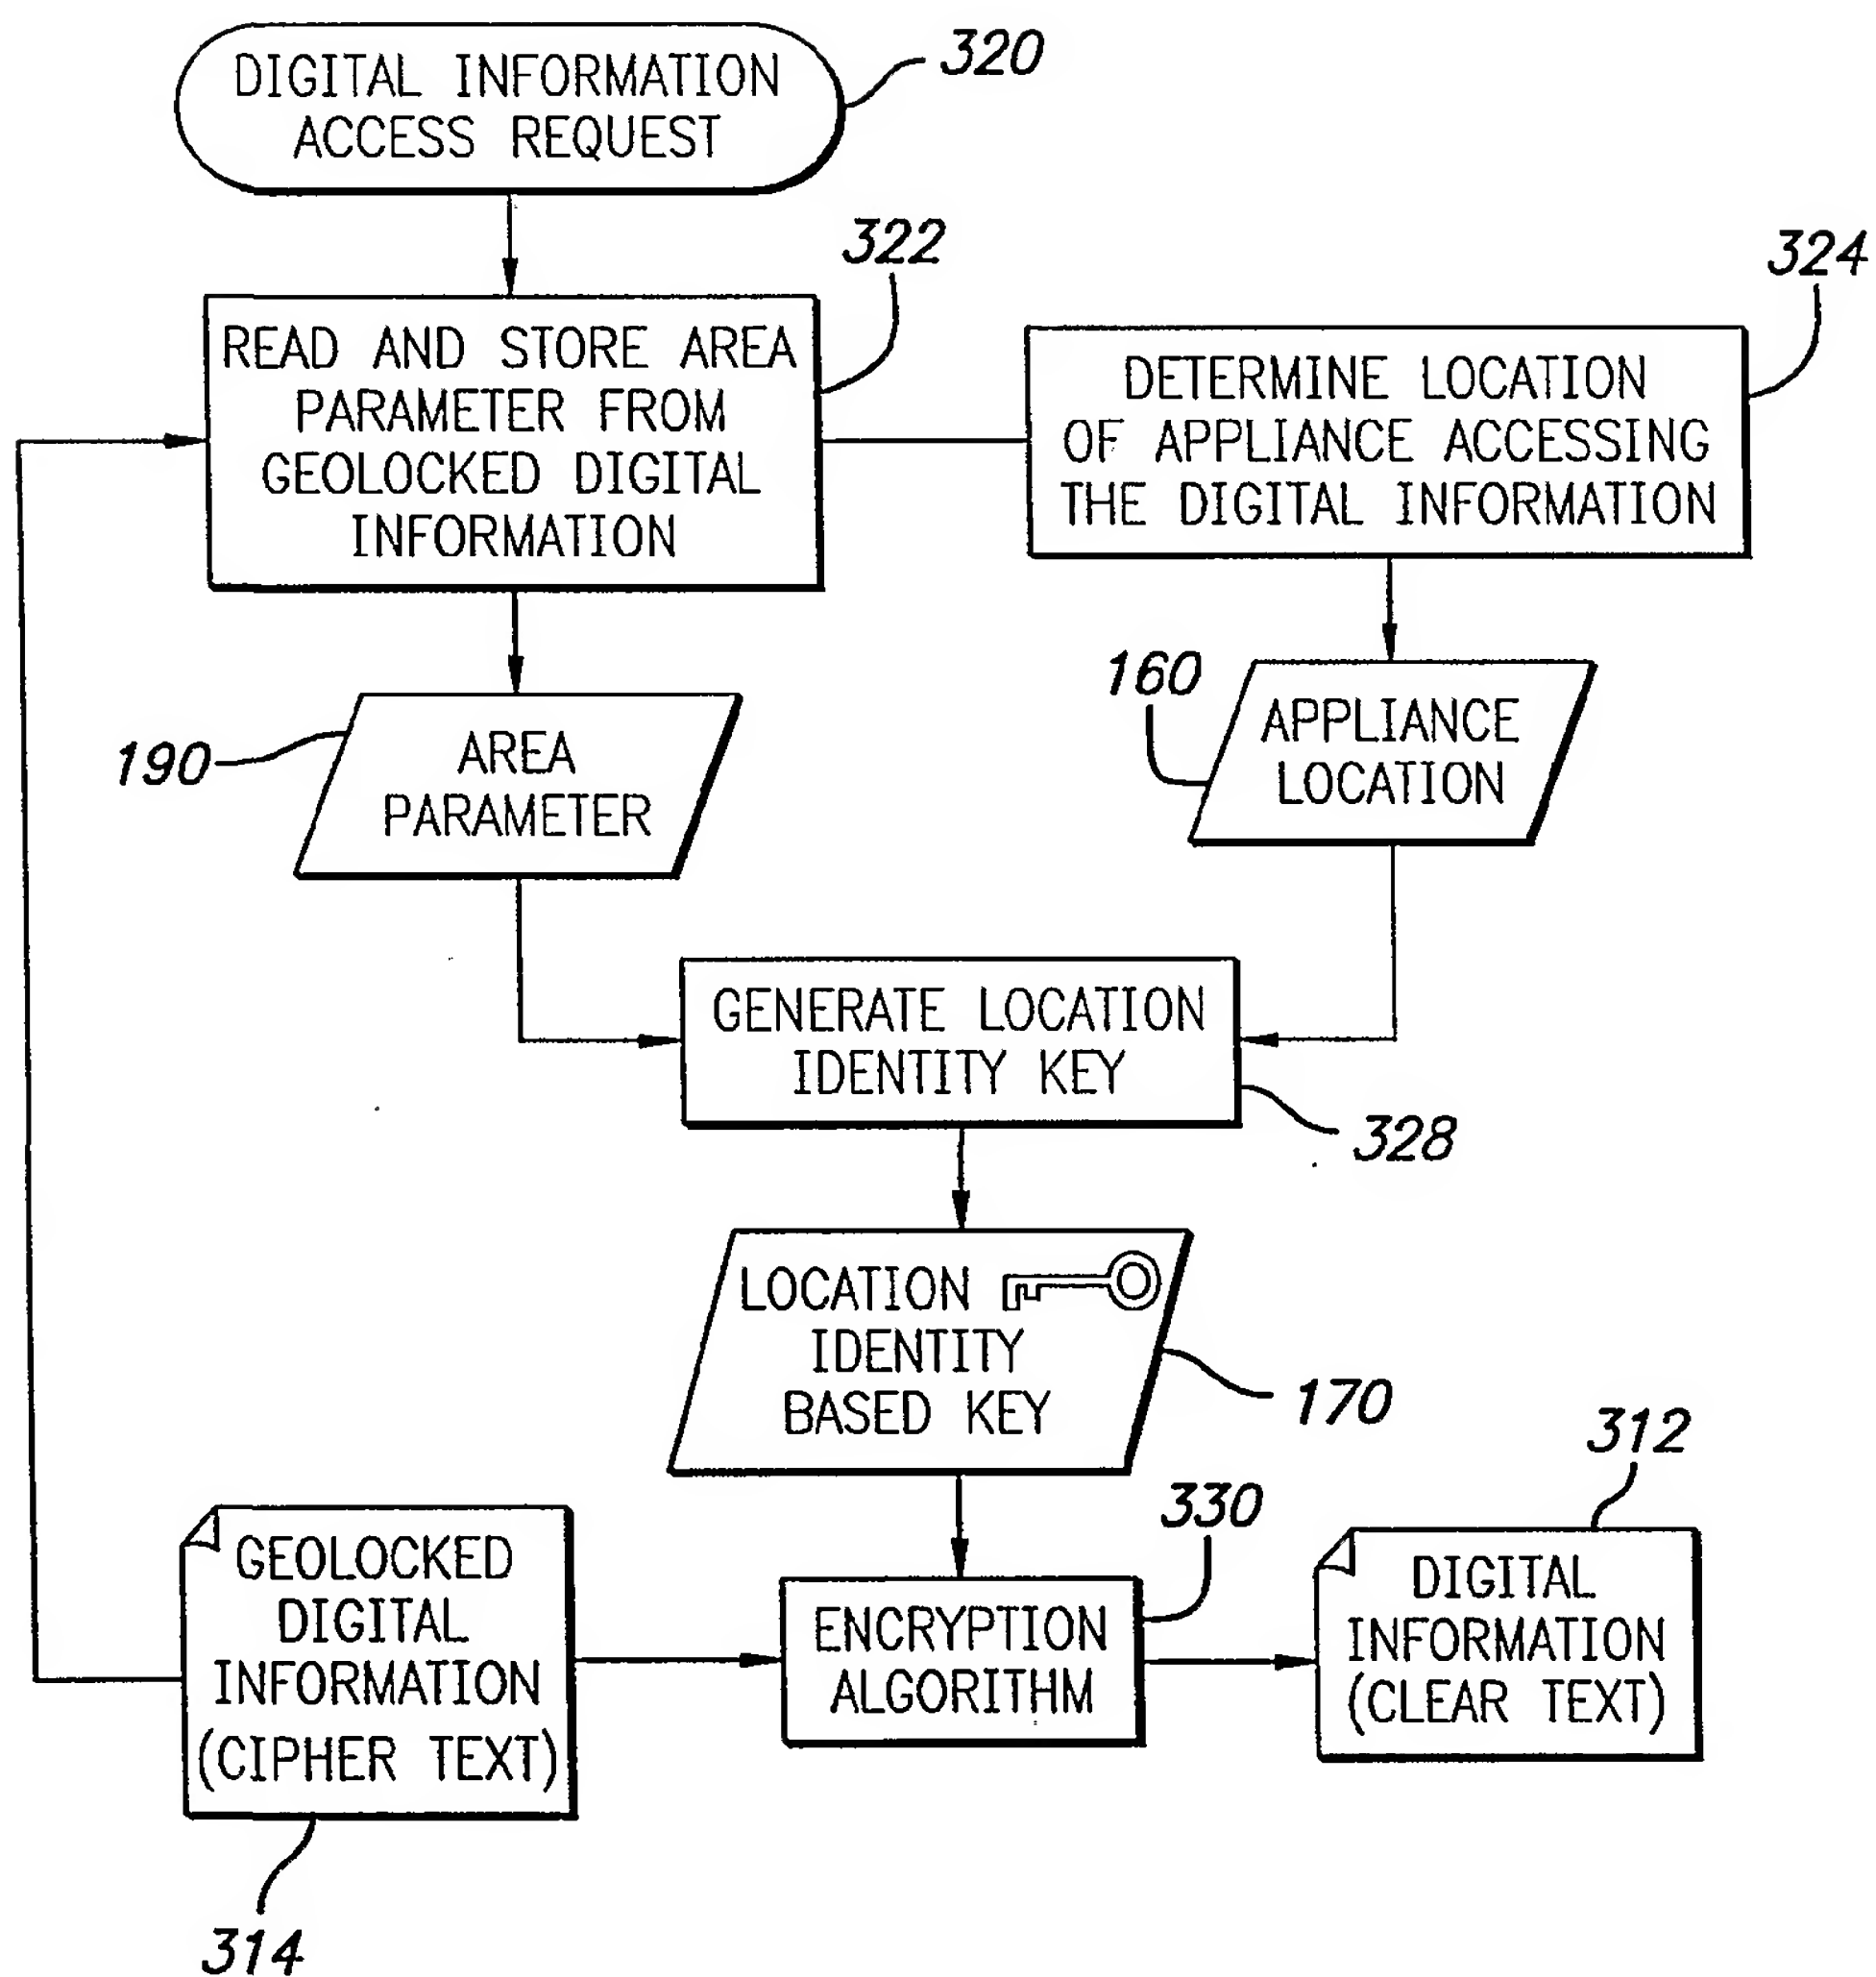 DIGITAL INFORMATION
ACCESS REQUEST
320
322
READ AND STORE AREA
PARAMETER FROM
GEOLOCKED DIGITAL
INFORMATION
324
DETERMINE LOCATION
OF APPLIANCE ACCESSING
THE DIGITAL INFORMATION
190
AREA
PARAMETER
160
APPLIANCE
LOCATION
GENERATE LOCATION
IDENTITY KEY
328
LOCATION
IDENTITY
BASED KEY
170
GEOLOCKED
DIGITAL
INFORMATION
(CIPHER TEXT)
314
330
ENCRYPTION
ALGORITHM
312
DIGITAL
INFORMATION
(CLEAR TEXT)